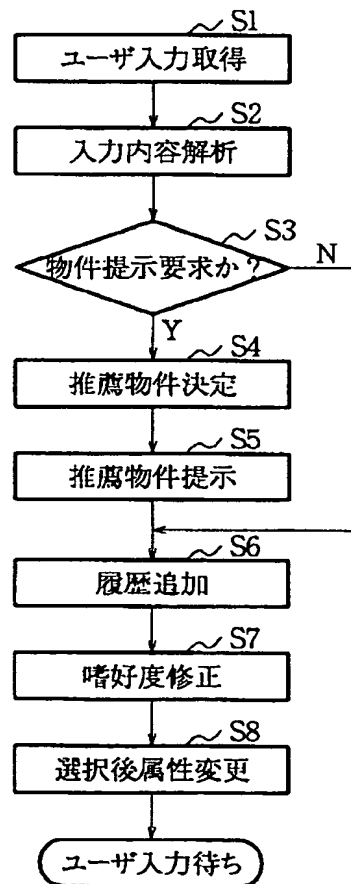 S1
ユーザ入力取得
S2
入力内容解析
S3
物件提示要求か?
N
Y
S4
推薦物件決定
S5
推薦物件提示
S6
履歴追加
S7
嗜好度修正
S8
選択後属性変更
ユーザ入力待ち